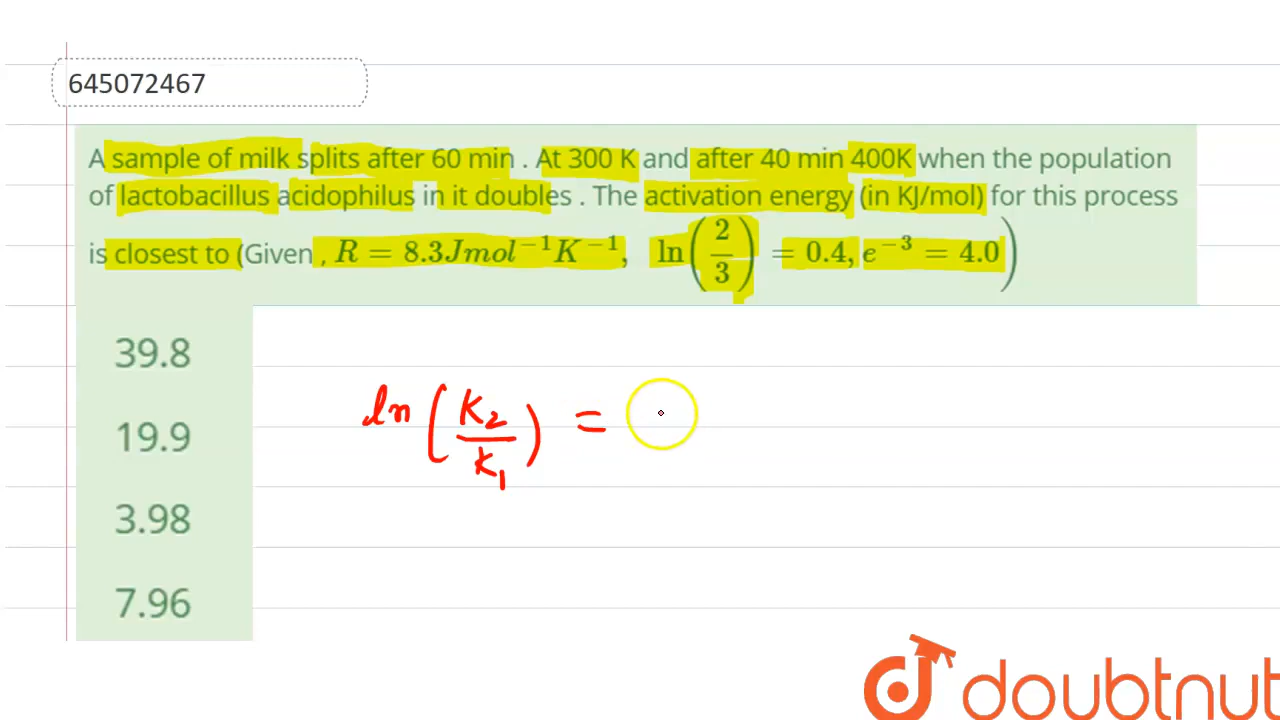 645072467
A sample of milk splits after 60 min . At 300 K and after 40 min 400K when the population
of lactobacillus acidophilus in it doubles . The activation energy (in KJ/mol) for this process
is closest to (Given , R = 8.3Jmol⁻¹K⁻¹, ln(2/3) = 0.4, e⁻³ = 4.0)
39.8
ln(K₂/K₁) =
19.9
3.98
7.96
doubtnut